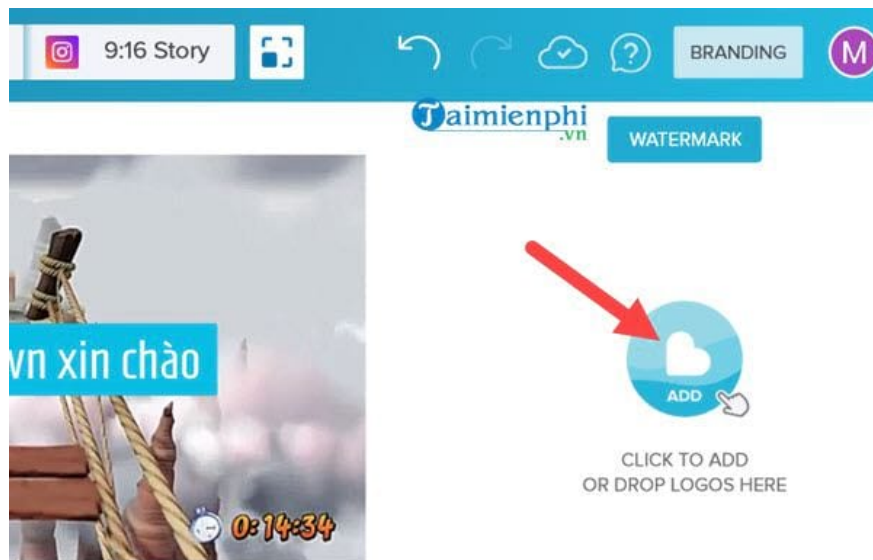 9:16 Story
BRANDING
M
Taimienphi
.vn
WATERMARK
vn xin chào
ADD
CLICK TO ADD
OR DROP LOGOS HERE
0:14:34